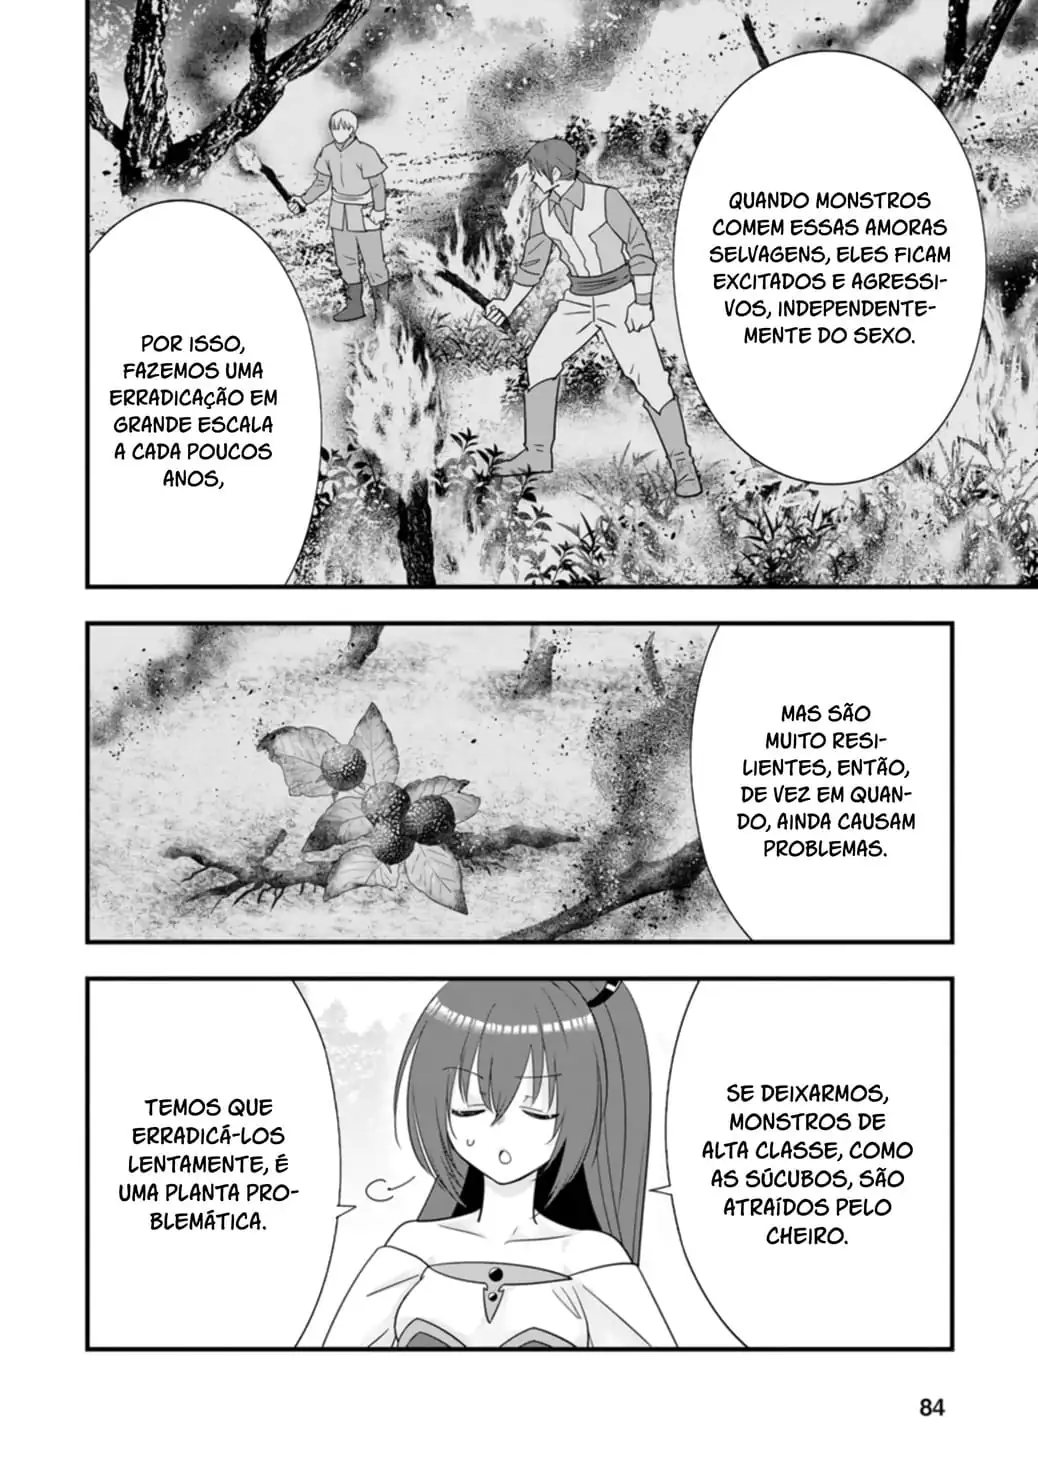 QUANDO MONSTROS
COMEM ESSAS AMORAS
SELVAGENS, ELES FICAM
EXCITADOS E AGRESSI-
VOS, INDEPENDENTE-
MENTE DO SEXO.
POR ISSO,
FAZEMOS UMA
ERRADICAÇÃO EM
GRANDE ESCALA
A CADA POUCOS
ANOS,
MAS SÃO
MUITO RESI-
LIENTES, ENTÃO,
DE VEZ EM QUAN-
DO, AINDA CAUSAM
PROBLEMAS.
SE DEIXARMOS,
MONSTROS DE
ALTA CLASSE, COMO
AS SÚCUBOS, SÃO
ATRAÍDOS PELO
CHEIRO.
TEMOS QUE
ERRADICÁ-LOS
LENTAMENTE, É
UMA PLANTA PRO-
BLEMÁTICA.
84